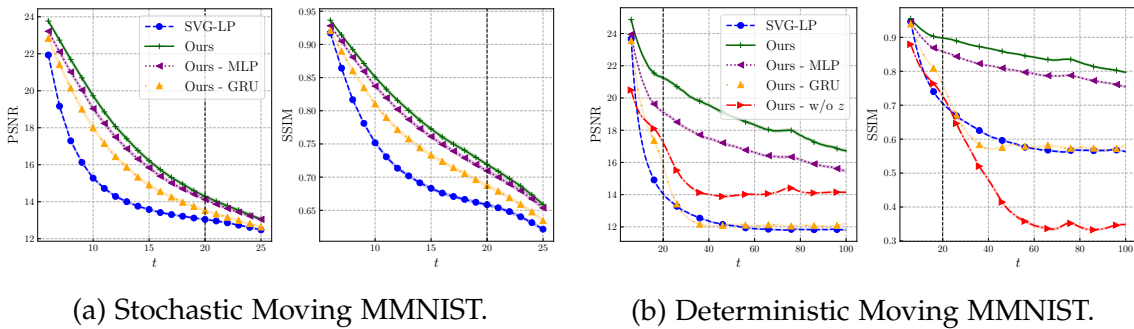 24
22
20
18
16
14
12
PSNR
10
15
20
25
t
SVG-LP
Ours
Ours - MLP
Ours - GRU
0.95
0.90
0.85
0.80
0.75
0.70
0.65
SSIM
10
15
20
25
t
24
22
20
18
16
14
12
PSNR
0
20
40
60
80
100
t
SVG-LP
Ours
Ours - MLP
Ours - GRU
Ours - w/o z
0.9
0.8
0.7
0.6
0.5
0.4
0.3
SSIM
0
20
40
60
80
100
t
(a) Stochastic Moving MMNIST.
(b) Deterministic Moving MMNIST.